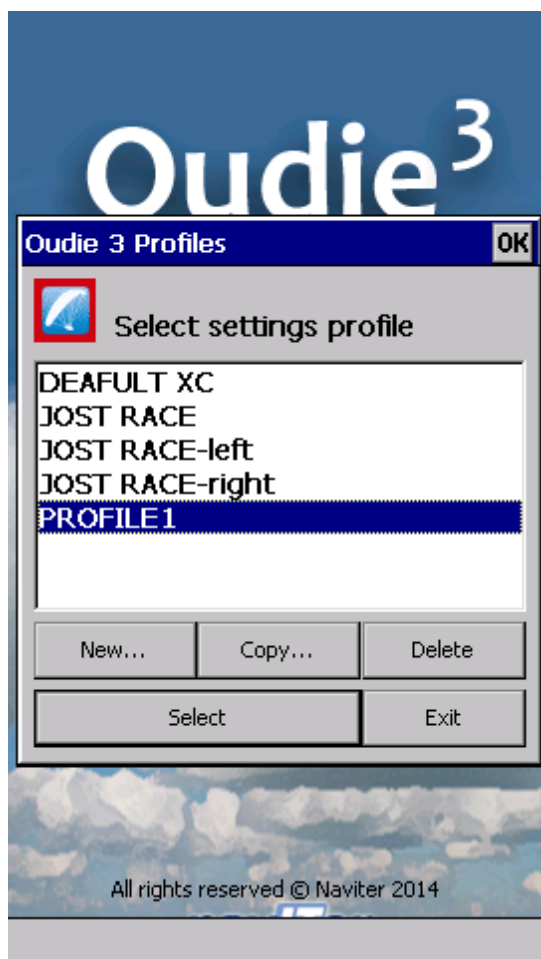 Oudie³
Oudie 3 Profiles OK
Select settings profile
DEAFULT XC
JOST RACE
JOST RACE-left
JOST RACE-right
PROFILE1
New... Copy... Delete
Select Exit
All rights reserved © Naviter 2014